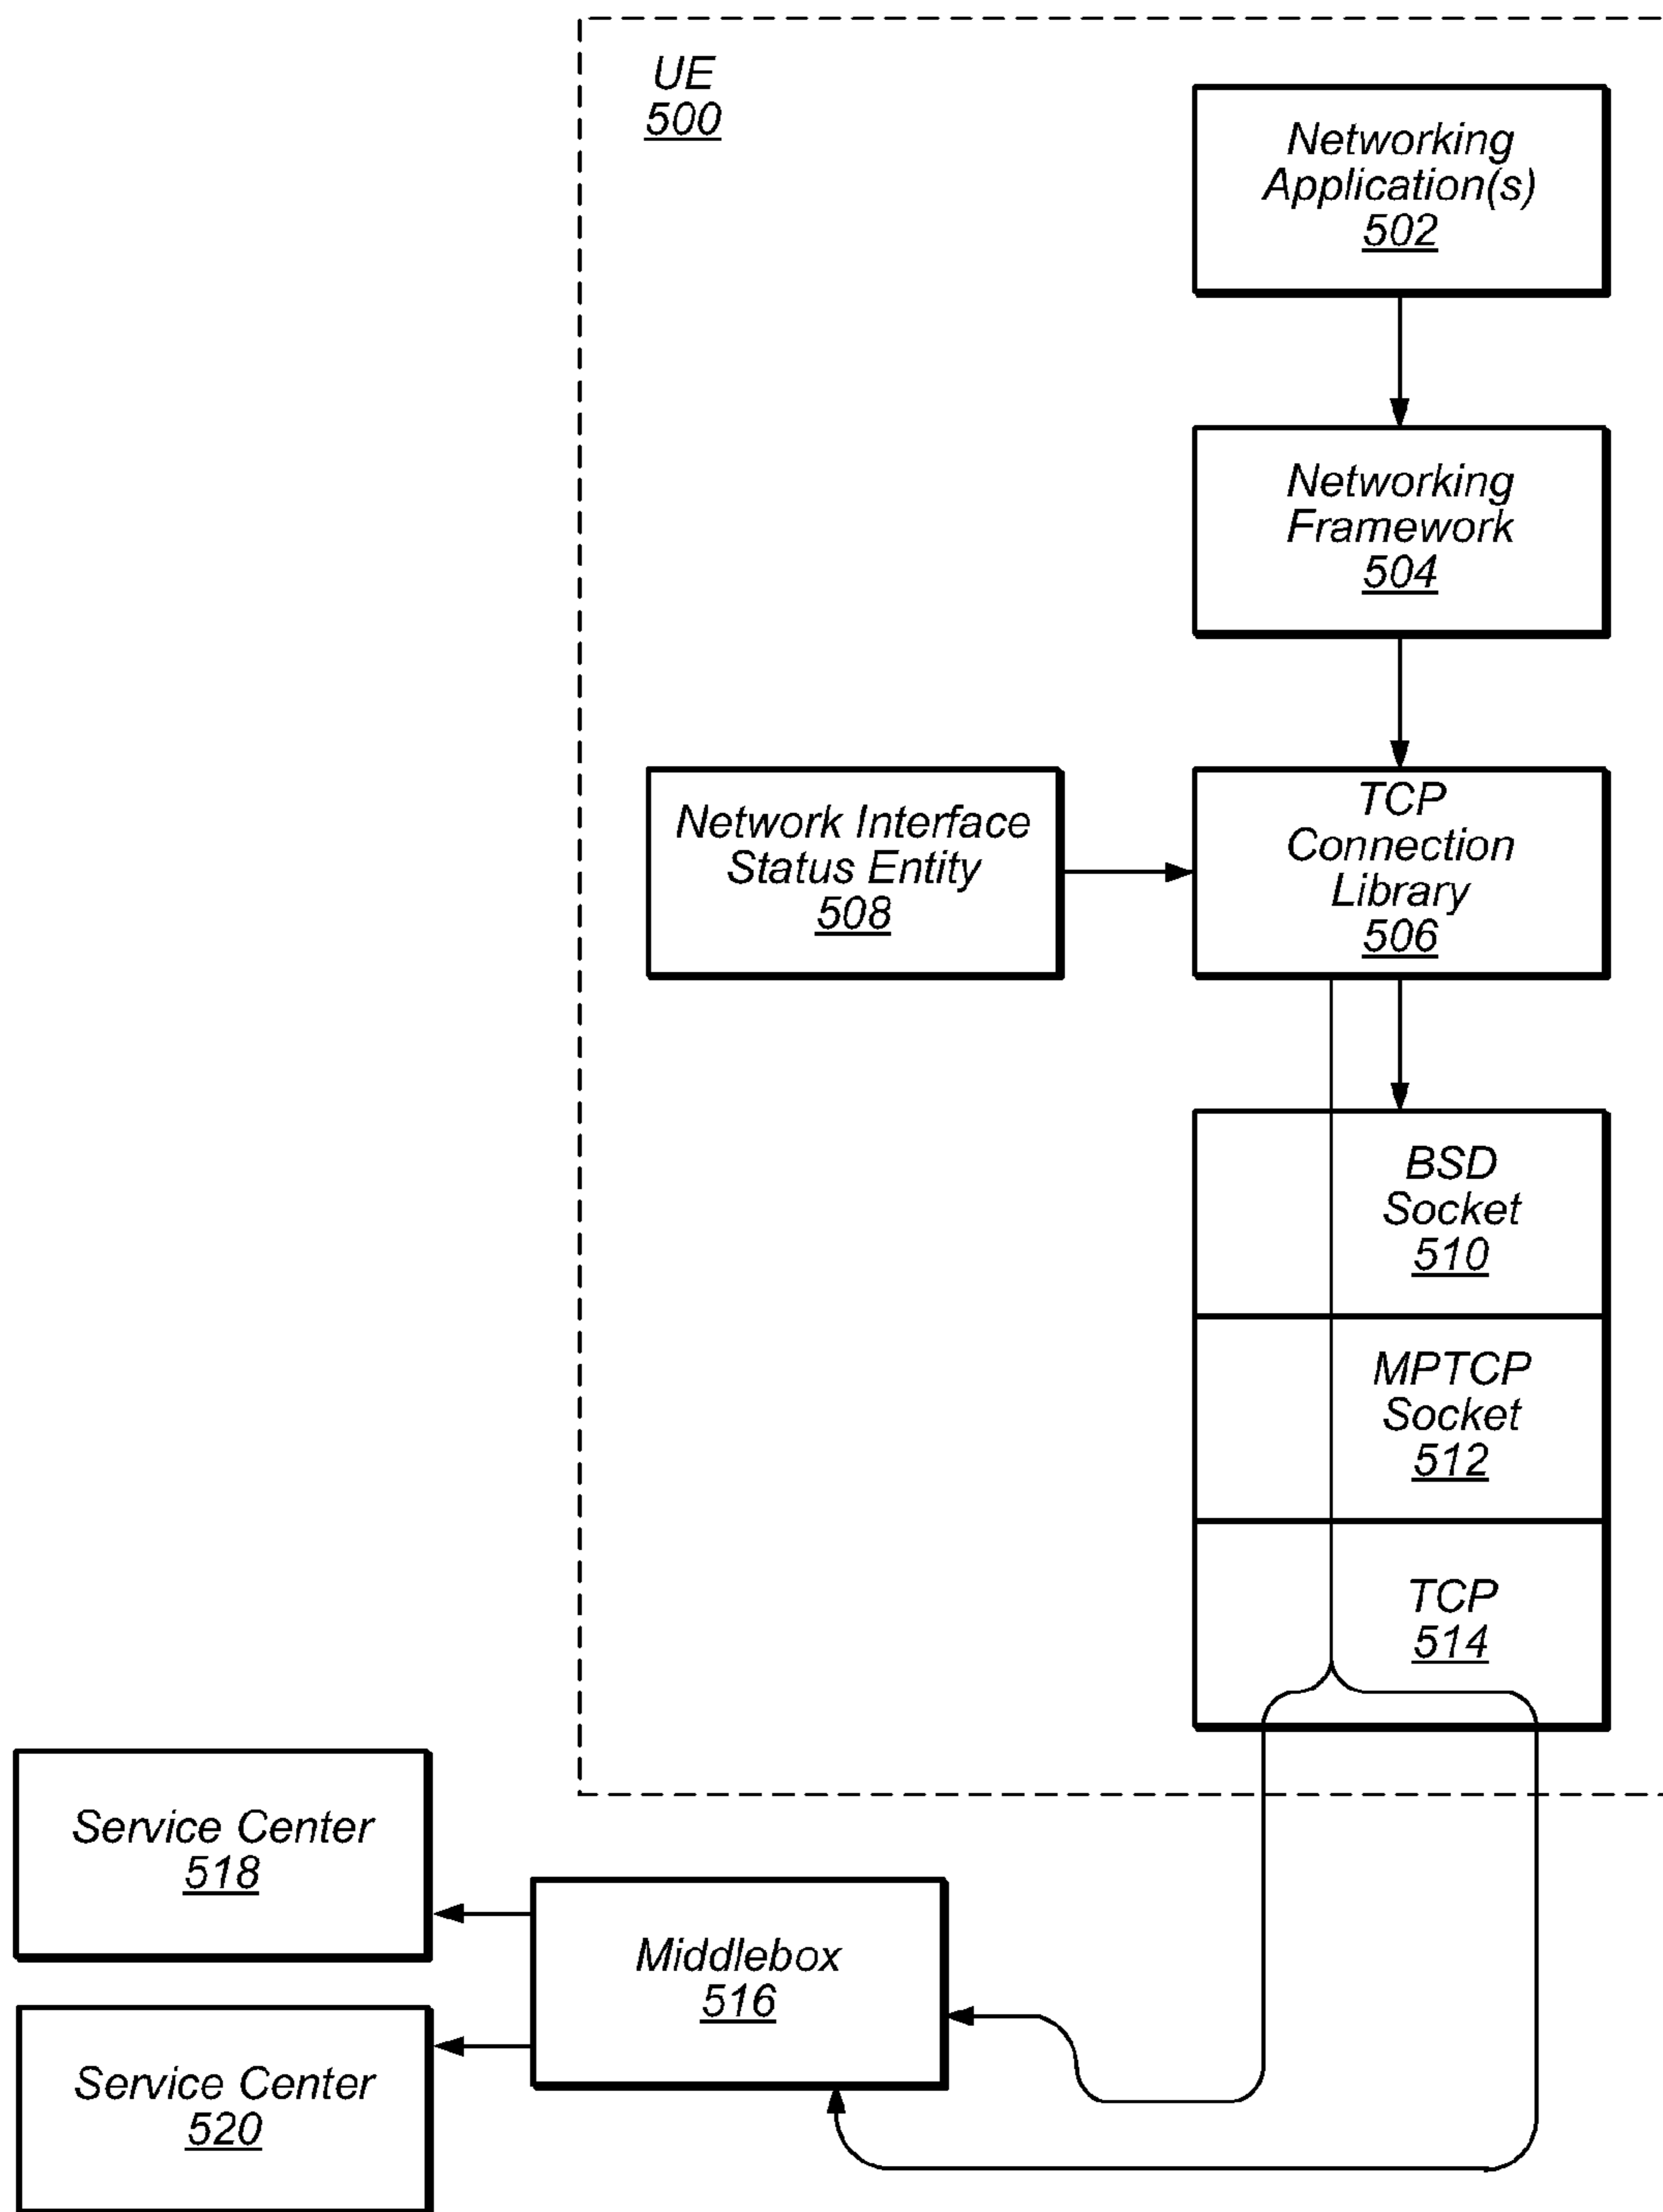 UE
500
Networking
Application(s)
502
Networking
Framework
504
Network Interface
Status Entity
508
TCP
Connection
Library
506
BSD
Socket
510
MPTCP
Socket
512
TCP
514
Service Center
518
Middlebox
516
Service Center
520